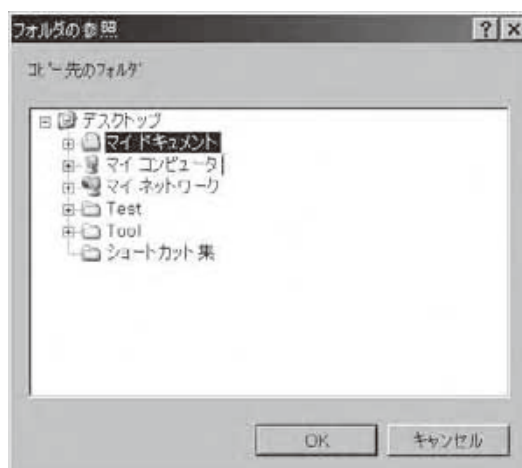 フォルダの参照
コピー先のフォルダ
デスクトップ
マイ ドキュメント
マイ コンピュータ
マイ ネットワーク
Test
Tool
ショートカット集
OK
キャンセル